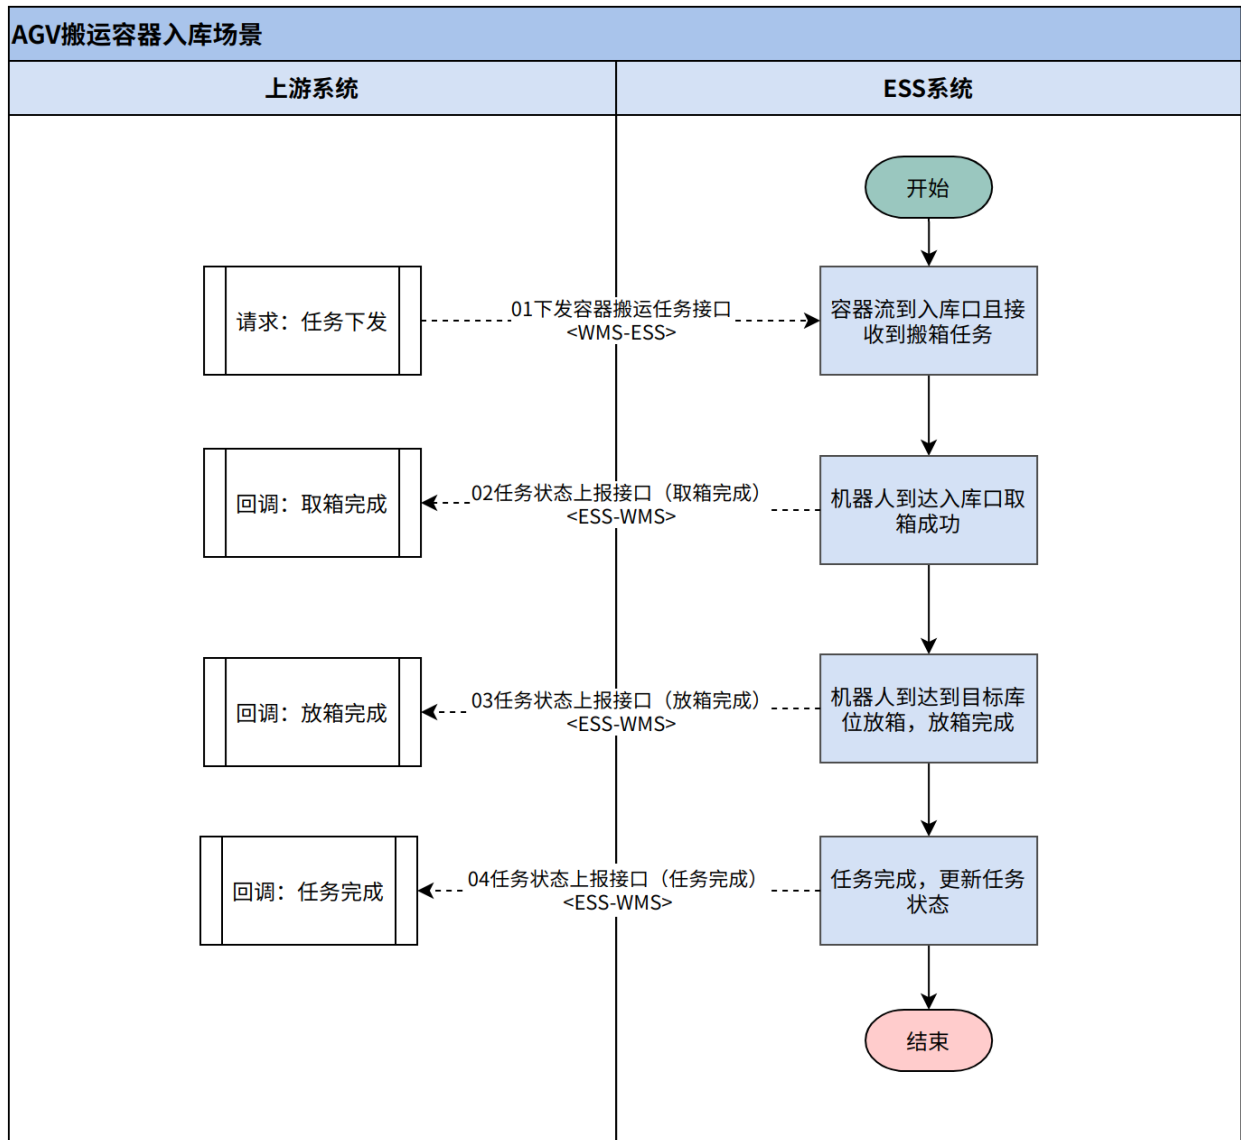 AGV搬运容器入库场景
上游系统
ESS系统
开始
请求：任务下发
01下发容器搬运任务接口
<WMS-ESS>
容器流到入库口且接
收到搬箱任务
回调：取箱完成
02任务状态上报接口（取箱完成）
<ESS-WMS>
机器人到达入库口取
箱成功
回调：放箱完成
03任务状态上报接口（放箱完成）
<ESS-WMS>
机器人到达到目标库
位放箱，放箱完成
回调：任务完成
04任务状态上报接口（任务完成）
<ESS-WMS>
任务完成，更新任务
状态
结束